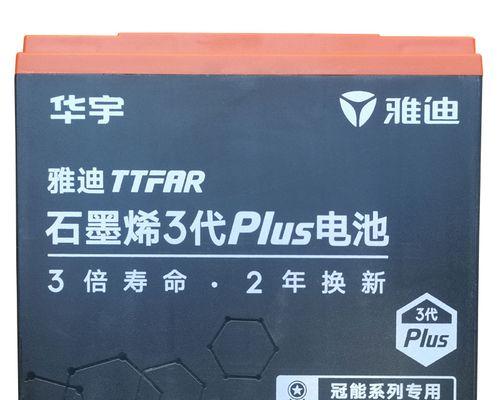 华宇 雅迪
雅迪 TTFAR
石墨烯3代Plus电池
3倍寿命·2年换新
3代
Plus
冠能系列专用